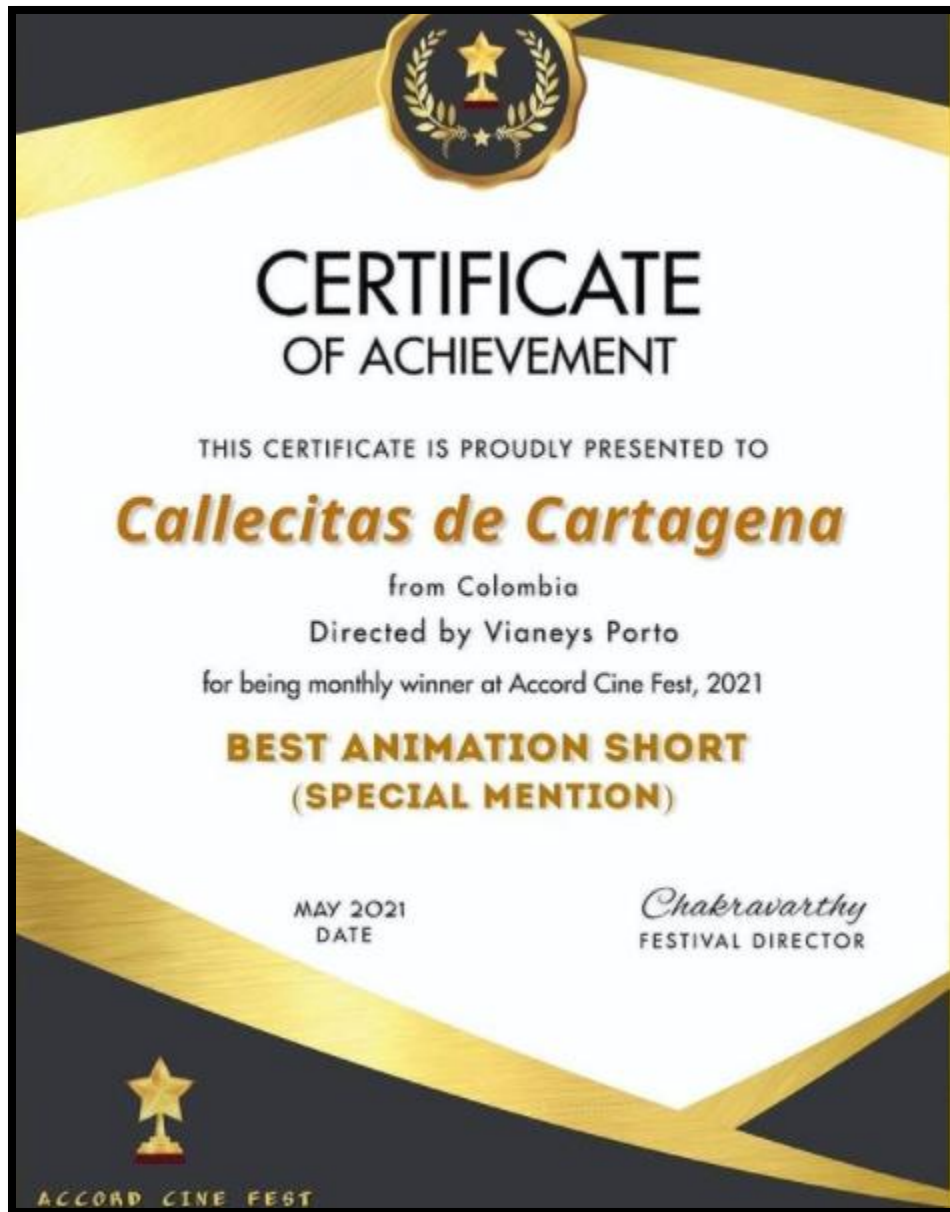 CERTIFICATE
OF ACHIEVEMENT
THIS CERTIFICATE IS PROUDLY PRESENTED TO
Callecitas de Cartagena
from Colombia
Directed by Vianeys Porto
for being monthly winner at Accord Cine Fest, 2021
BEST ANIMATION SHORT
(SPECIAL MENTION)
MAY 2021
DATE
Chakravarthy
FESTIVAL DIRECTOR
ACCORD CINE FEST